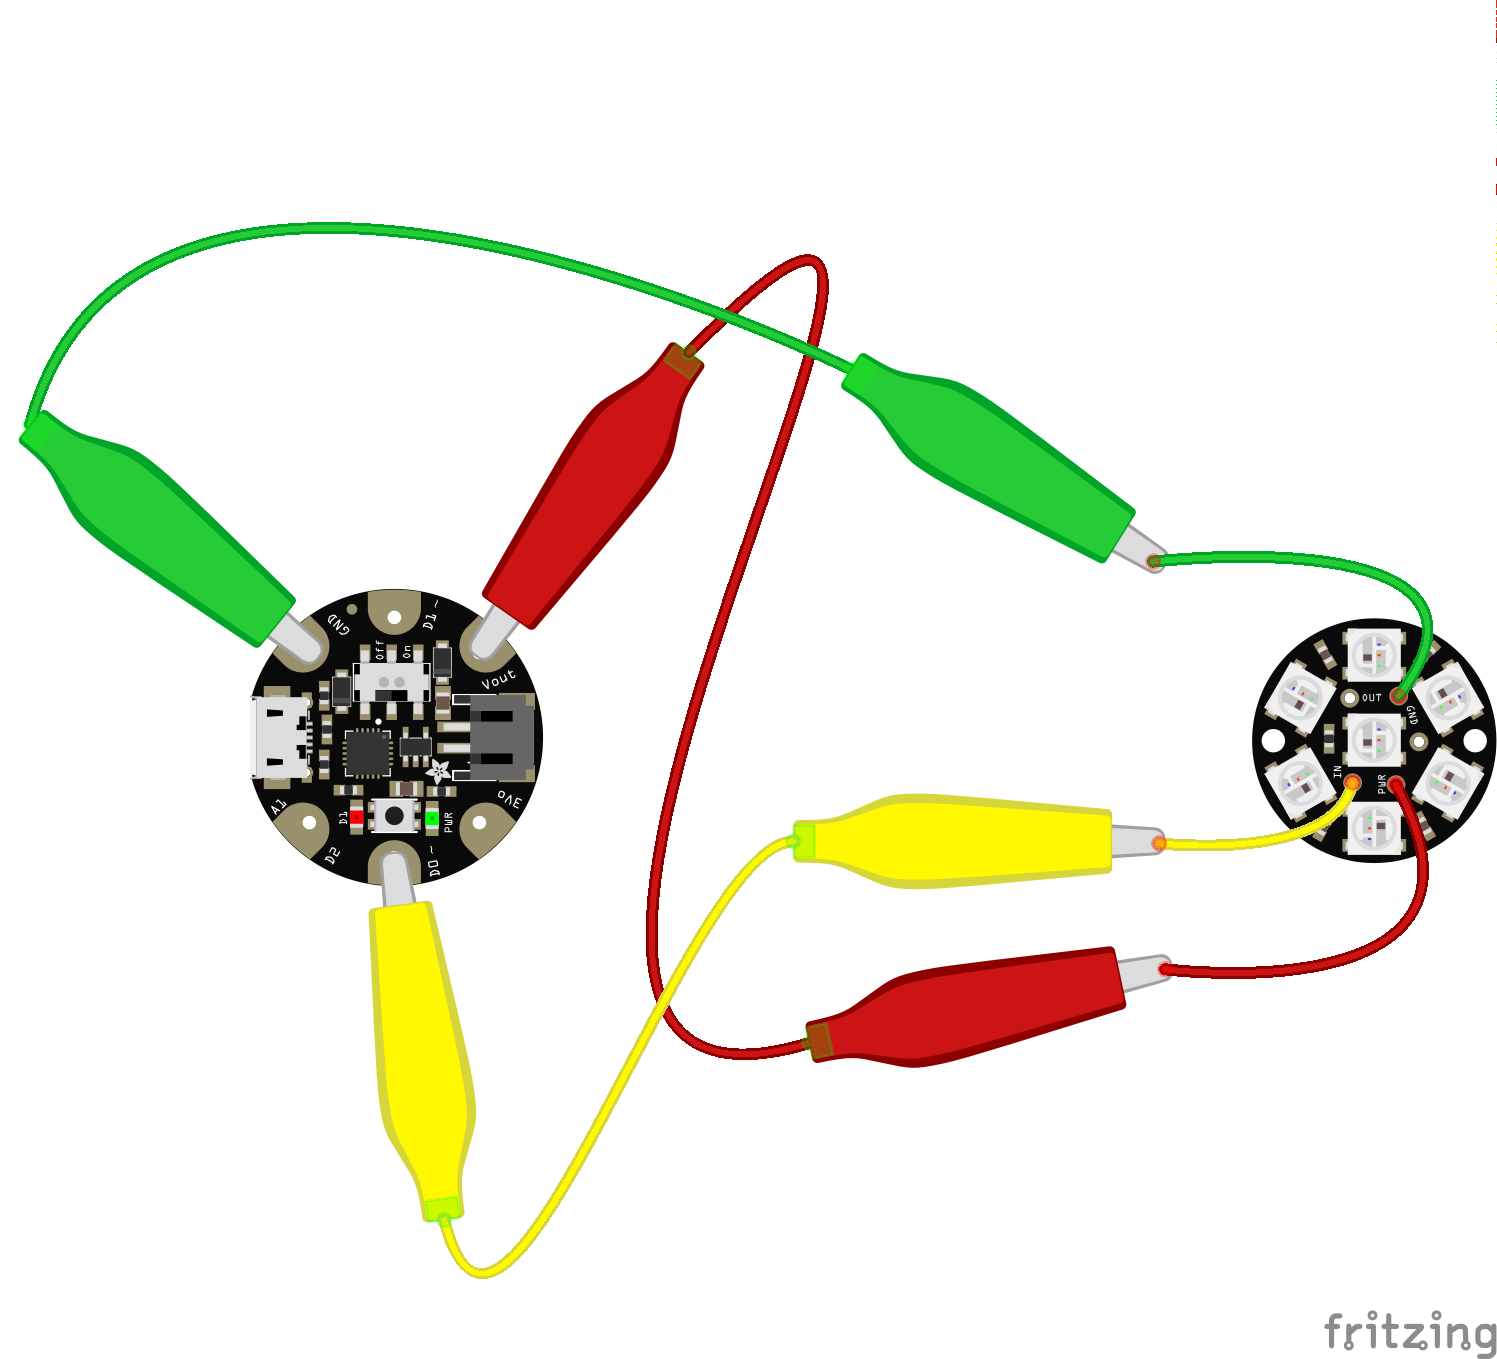 GND
D1 ~
Off
On
Vout
A1
D1
PWR
3Vo
D2
D0 ~
OUT
GND
IN
PWR
fritzing